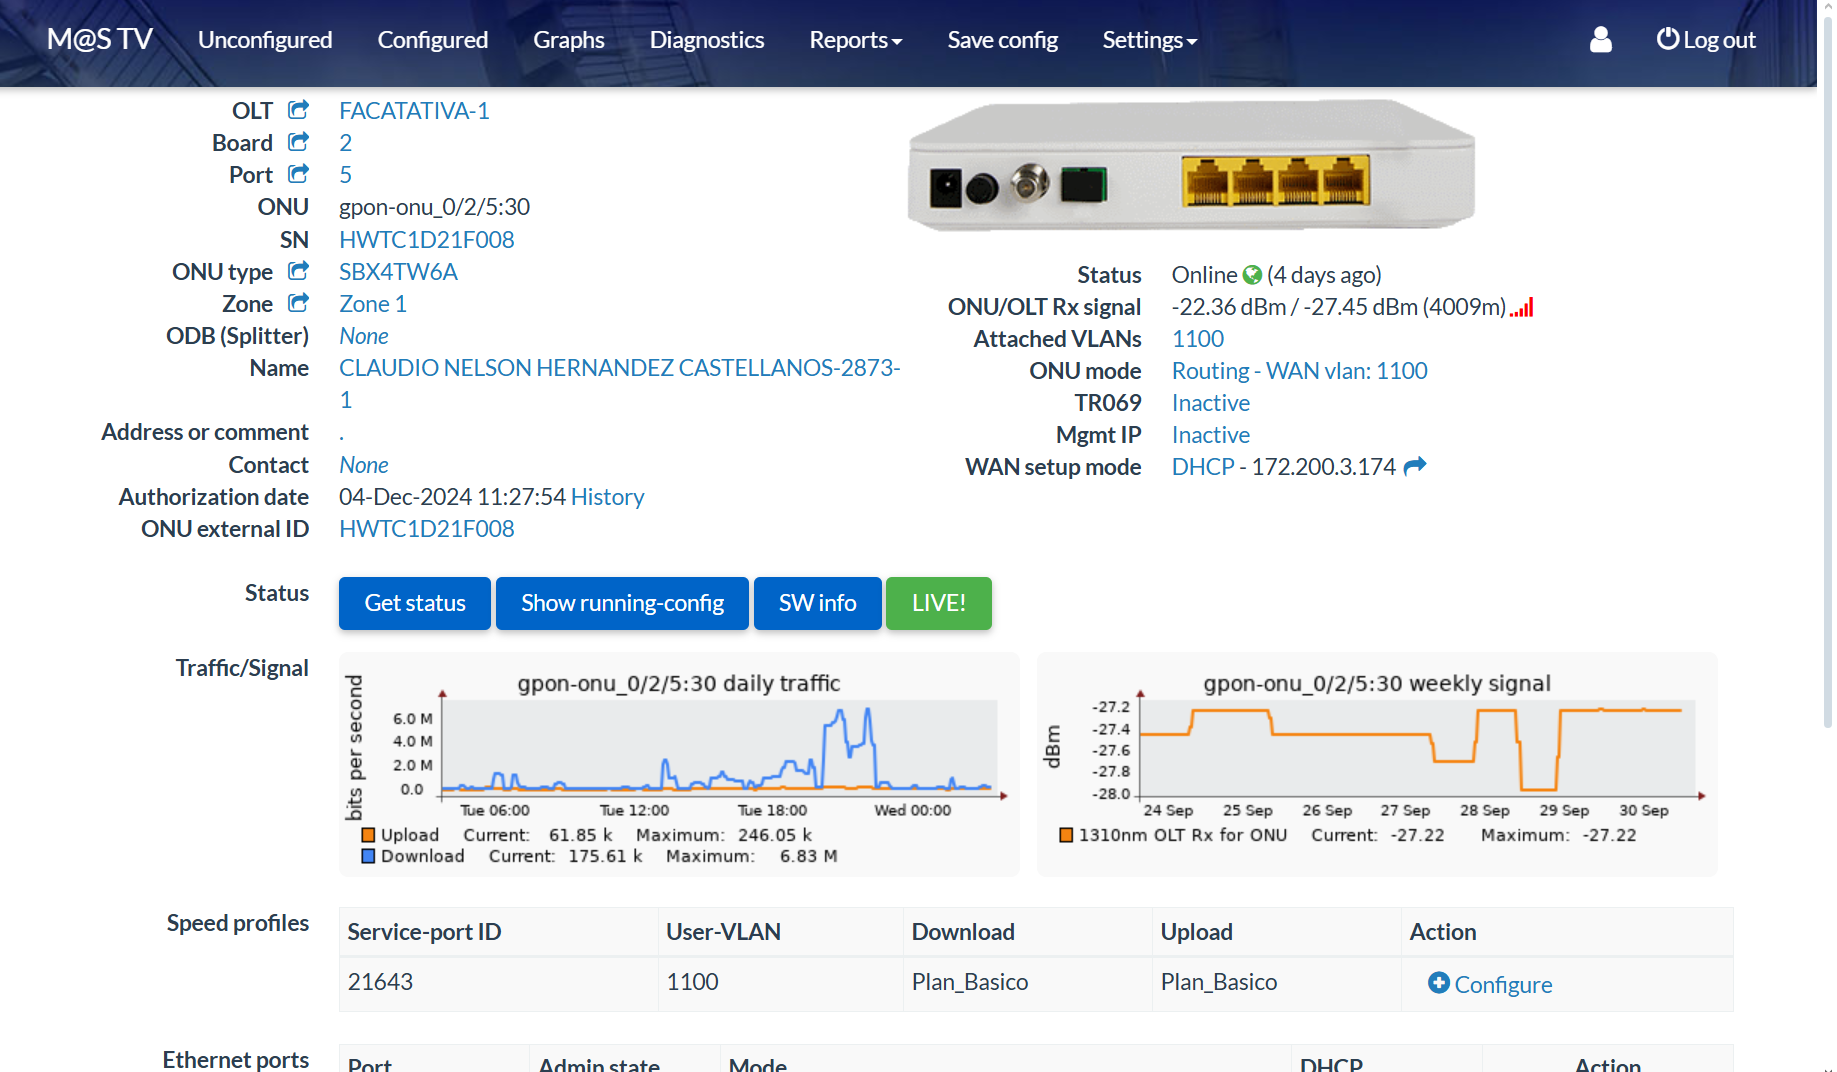 M@S TV Unconfigured Configured Graphs Diagnostics Reports Save config Settings Log out
OLT FACATATIVA-1
Board 2
Port 5
ONU gpon-onu_0/2/5:30
SN HWTC1D21F008
ONU type SBX4TW6A
Zone Zone 1
ODB (Splitter) None
Name CLAUDIO NELSON HERNANDEZ CASTELLANOS-2873-
1
Address or comment .
Contact None
Authorization date 04-Dec-2024 11:27:54 History
ONU external ID HWTC1D21F008
Status Online (4 days ago)
ONU/OLT Rx signal -22.36 dBm / -27.45 dBm (4009m)
Attached VLANs 1100
ONU mode Routing - WAN vlan: 1100
TR069 Inactive
Mgmt IP Inactive
WAN setup mode DHCP - 172.200.3.174
Status Get status Show running-config SW info LIVE!
Traffic/Signal
gpon-onu_0/2/5:30 daily traffic
bits per second
6.0 M
4.0 M
2.0 M
0.0
Tue 06:00 Tue 12:00 Tue 18:00 Wed 00:00
Upload Current: 61.85 k Maximum: 246.05 k
Download Current: 175.61 k Maximum: 6.83 M
gpon-onu_0/2/5:30 weekly signal
dBm
-27.2
-27.4
-27.6
-27.8
-28.0
24 Sep 25 Sep 26 Sep 27 Sep 28 Sep 29 Sep 30 Sep
1310nm OLT Rx for ONU Current: -27.22 Maximum: -27.22
Speed profiles
Service-port ID User-VLAN Download Upload Action
21643 1100 Plan_Basico Plan_Basico Configure
Ethernet ports
Port Admin state Mode DHCP Action